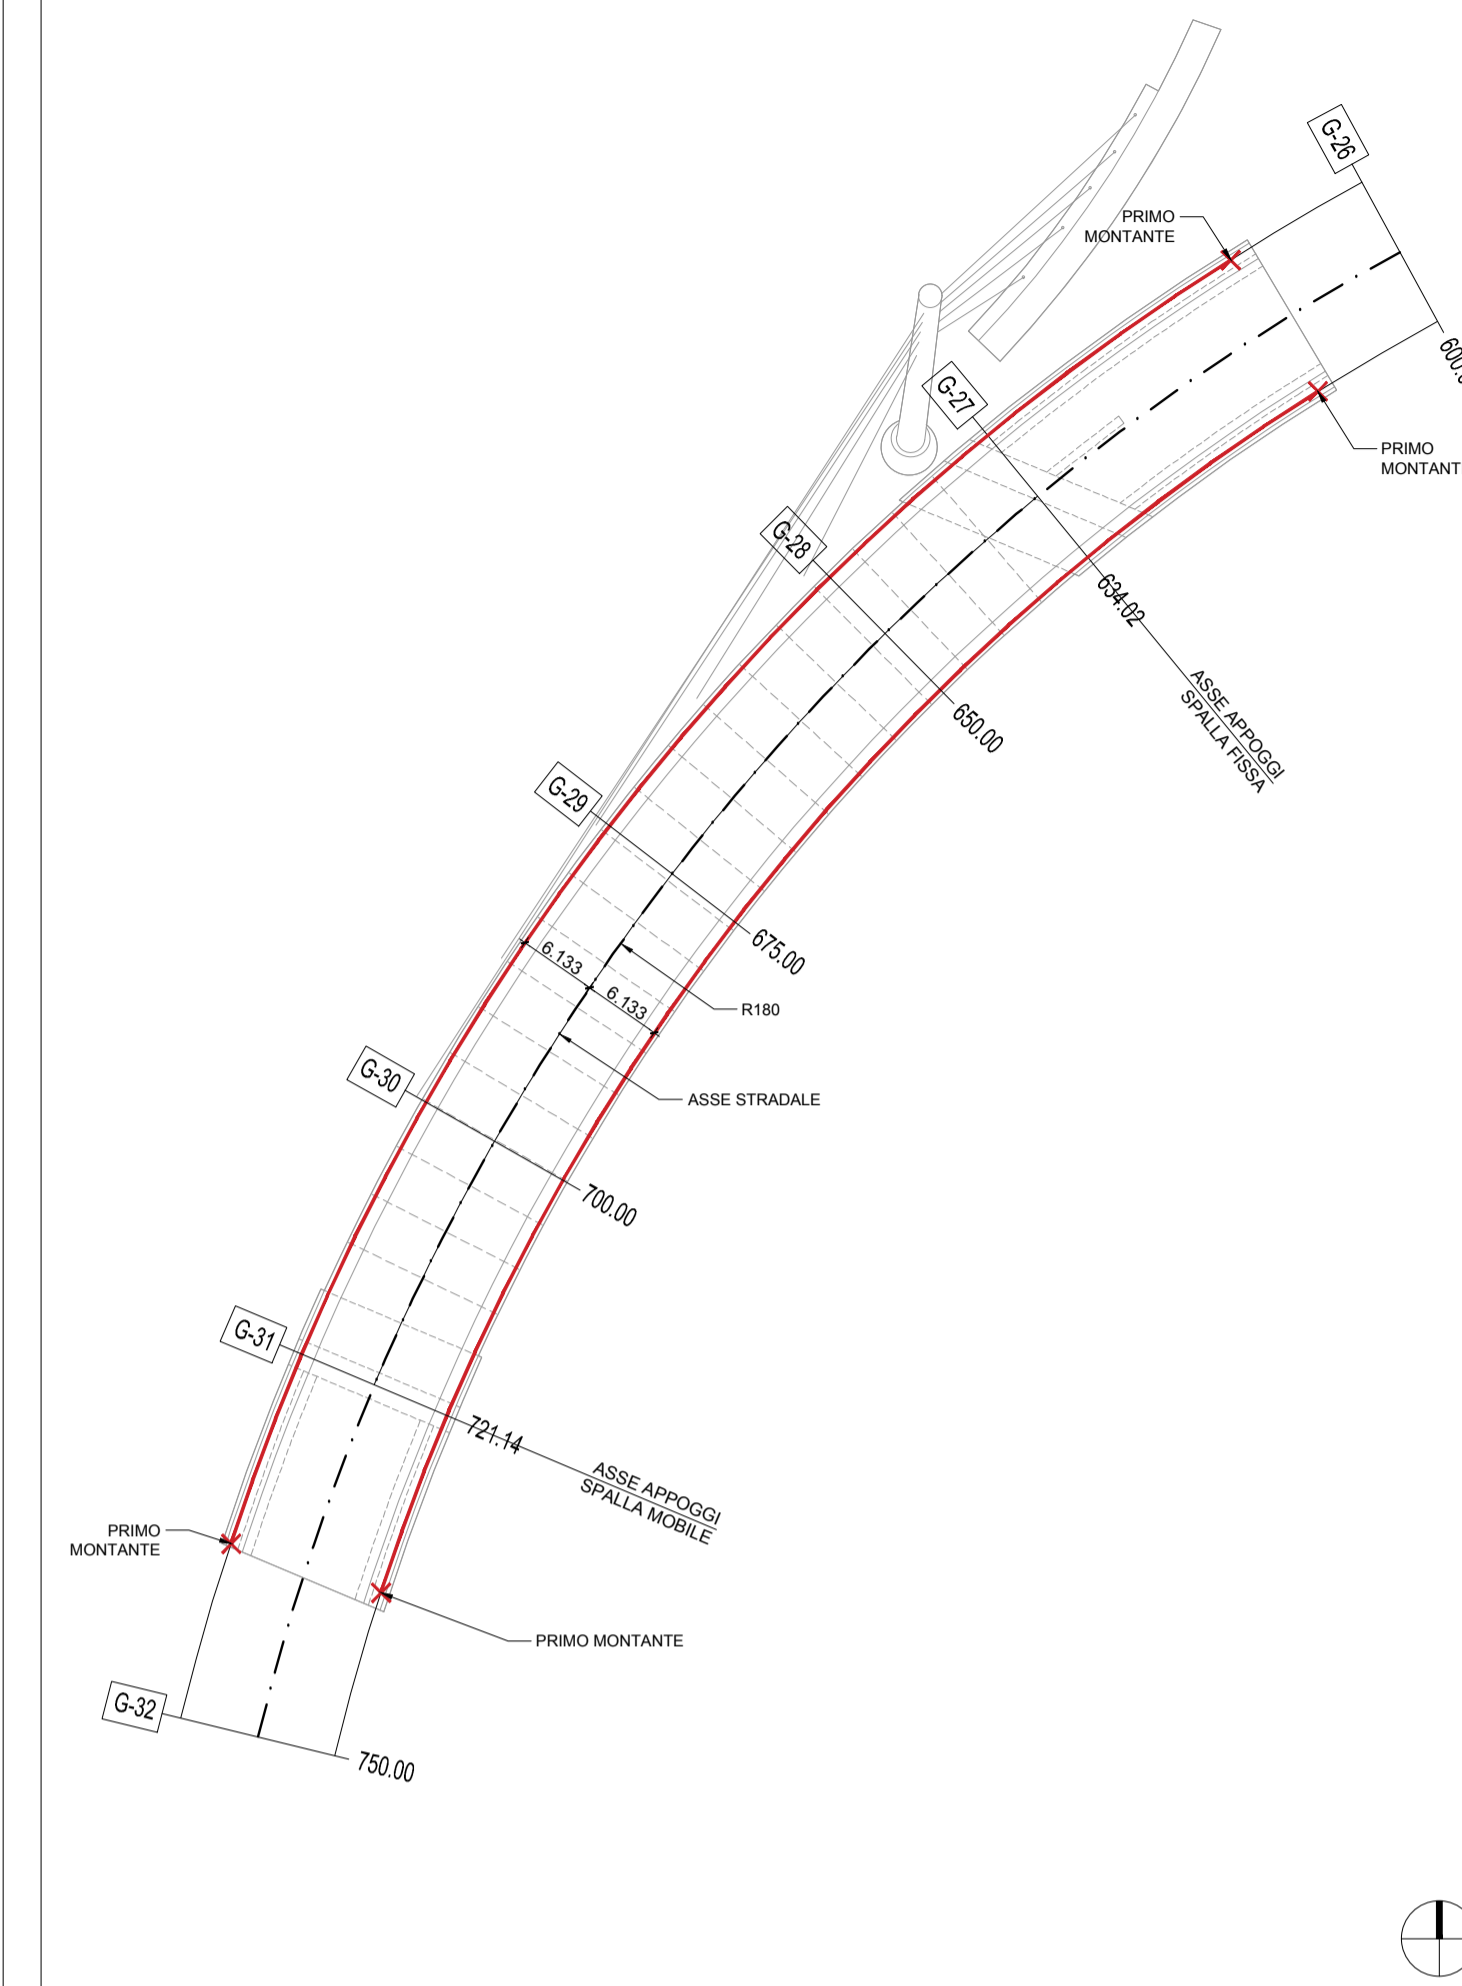 G-26
PRIMO
MONTANTE
PRIMO
G-27
634.02
ASSE APPOGGI
SPALLA FISSA
G-28
650.00
G-29
675.00
6.133
6.133
R180
ASSE STRADALE
G-30
700.00
G-31
721.14
ASSE APPOGGI
SPALLA MOBILE
PRIMO
MONTANTE
PRIMO MONTANTE
G-32
750.00